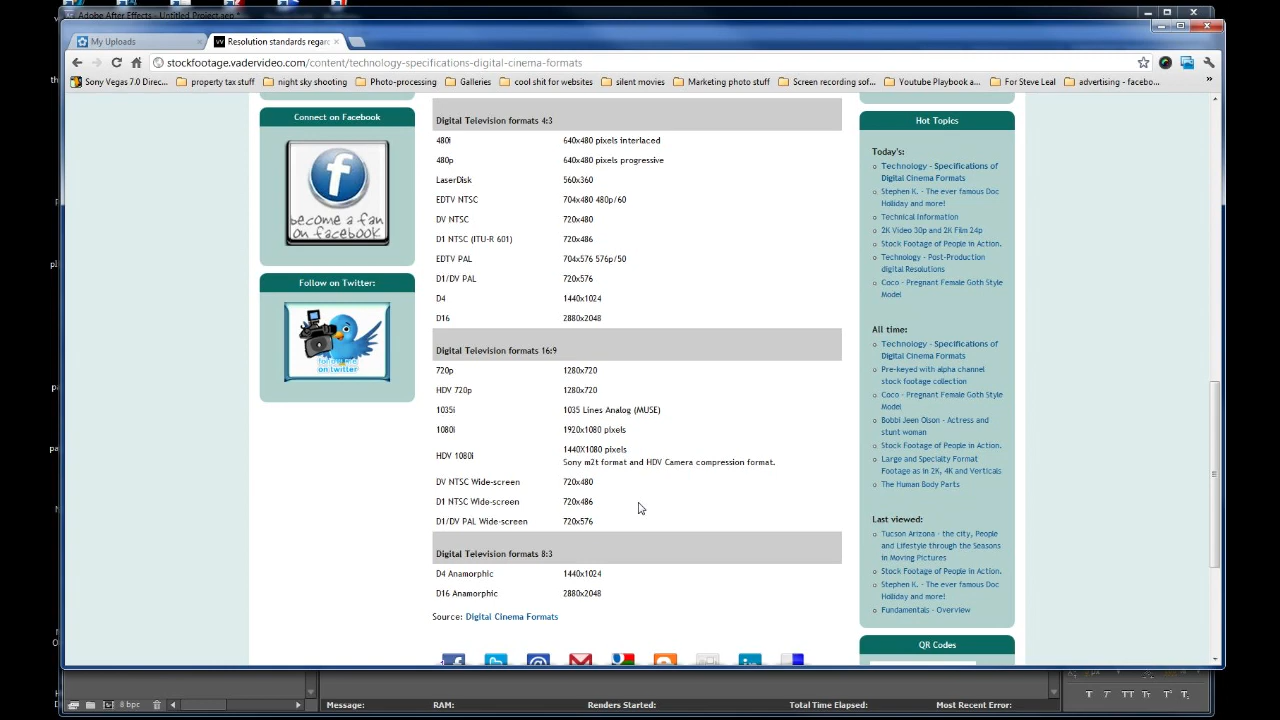 Adobe After Effects - Untitled Project.aep
My Uploads
Resolution standards regar
stockfootage.vadervideo.com/content/technology-specifications-digital-cinema-formats
Sony Vegas 7.0 Direc... property tax stuff night sky shooting Photo-processing Galleries cool shit for websites silent movies Marketing photo stuff Screen recording sof... Youtube Playbook a... For Steve Leal advertising - facebo... »
Connect on Facebook
become a fan
on facebook
Follow on Twitter:
follow me
on twitter
Digital Television formats 4:3
480i 640x480 pixels interlaced
480p 640x480 pixels progressive
LaserDisk 560x360
EDTV NTSC 704x480 480p/60
DV NTSC 720x480
D1 NTSC (ITU-R 601) 720x486
EDTV PAL 704x576 576p/50
D1/DV PAL 720x576
D4 1440x1024
D16 2880x2048
Digital Television formats 16:9
720p 1280x720
HDV 720p 1280x720
1035i 1035 Lines Analog (MUSE)
1080i 1920x1080 pixels
HDV 1080i 1440X1080 pixels
Sony m2t format and HDV Camera compression format.
DV NTSC Wide-screen 720x480
D1 NTSC Wide-screen 720x486
D1/DV PAL Wide-screen 720x576
Digital Television formats 8:3
D4 Anamorphic 1440x1024
D16 Anamorphic 2880x2048
Source: Digital Cinema Formats
Hot Topics
Today's:
Technology - Specifications of
Digital Cinema Formats
Stephen K. - The ever famous Doc
Holliday and more!
Technical Information
2K Video 30p and 2K Film 24p
Stock Footage of People in Action.
Technology - Post-Production
digital Resolutions
Coco - Pregnant Female Goth Style
Model
All time:
Technology - Specifications of
Digital Cinema Formats
Pre-keyed with alpha channel
stock footage collection
Coco - Pregnant Female Goth Style
Model
Bobbi Jeen Olson - Actress and
stunt woman
Stock Footage of People in Action.
Large and Specialty Format
Footage as in 2K, 4K and Verticals
The Human Body Parts
Last viewed:
Tucson Arizona - the city, People
and Lifestyle through the Seasons
in Moving Pictures
Stock Footage of People in Action.
Stephen K. - The ever famous Doc
Holliday and more!
Fundamentals - Overview
QR Codes
8 bpc
Message: RAM: Renders Started: Total Time Elapsed: Most Recent Error: